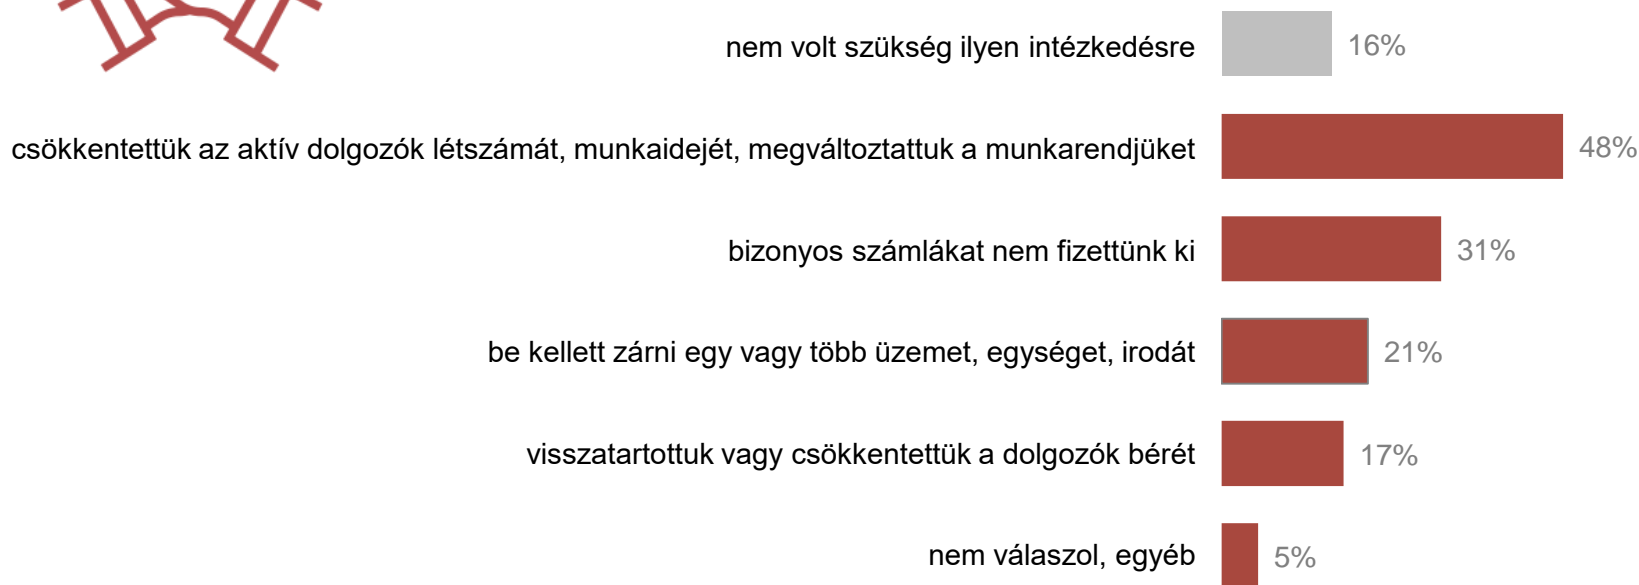 nem volt szükség ilyen intézkedésre 16%
csökkentettük az aktív dolgozók létszámát, munkaidejét, megváltoztattuk a munkarendjüket 48%
bizonyos számlákat nem fizettünk ki 31%
be kellett zárni egy vagy több üzemet, egységet, irodát 21%
visszatartottuk vagy csökkentettük a dolgozók bérét 17%
nem válaszol, egyéb 5%